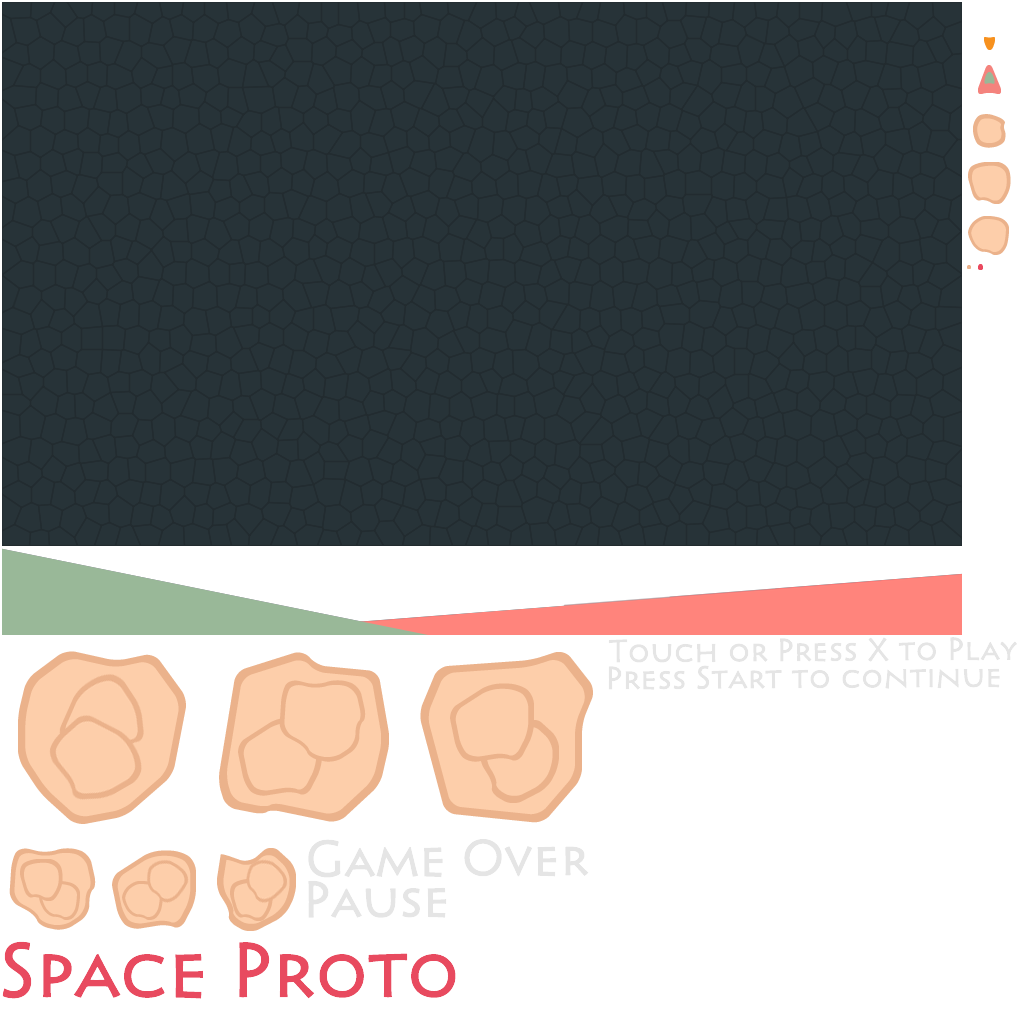 Touch or Press X to Play
Press Start to continue
Game Over
Pause
Space Proto